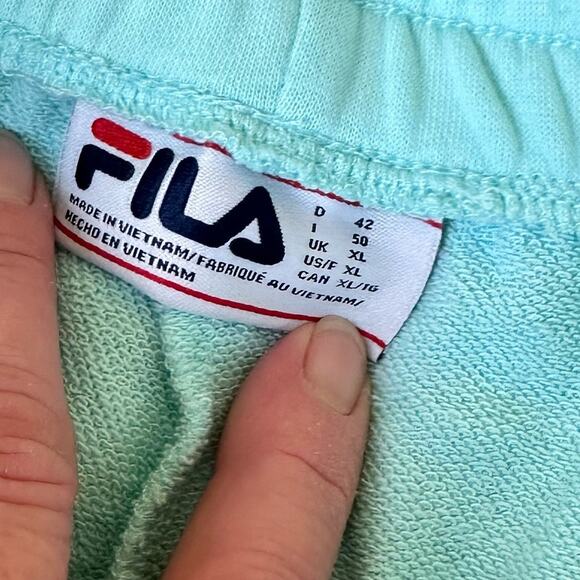 FILA
D 42
I 50
UK XL
US/F XL
CAN XL/TG
MADE IN VIETNAM/FABRIQUÉ AU VIETNAM/
HECHO EN VIETNAM